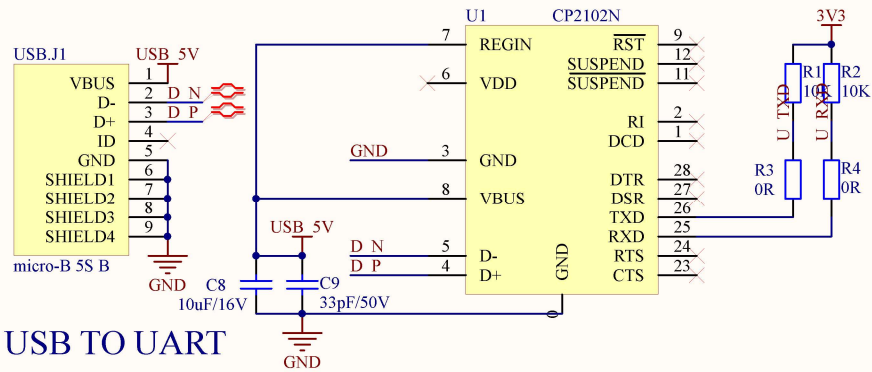 USB.J1
USB_5V
VBUS 1
D- 2 D_N
D+ 3 D_P
ID 4
GND 5
SHIELD1 6
SHIELD2 7
SHIELD3 8
SHIELD4 9
micro-B 5S B
GND
U1 CP2102N
7 REGIN
6 VDD
GND 3 GND
8 VBUS
D_N 5 D-
D_P 4 D+
GND
0
RST 9
SUSPEND 12
SUSPEND 11
RI 2
DCD 1
DTR 28
DSR 27
TXD 26
RXD 25
RTS 24
CTS 23
3V3
R1
10K
R2
10K
U_TXD
U_RXD
R3
0R
R4
0R
USB_5V
C8
10uF/16V
C9
33pF/50V
GND
USB TO UART